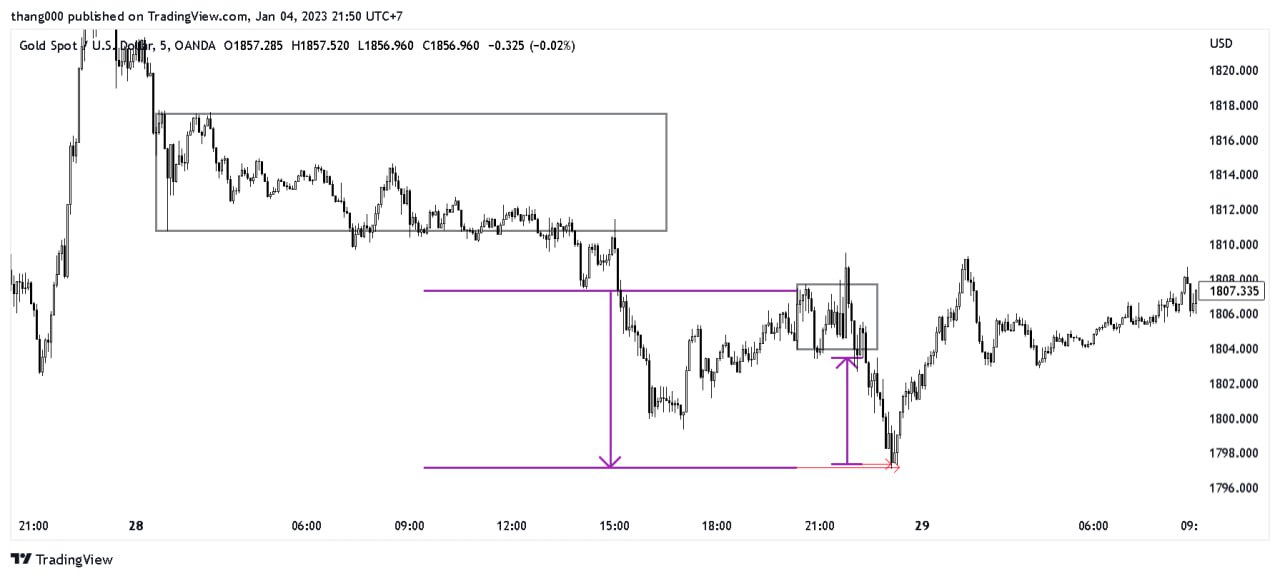 thang000 published on TradingView.com, Jan 04, 2023 21:50 UTC+7
Gold Spot / U.S. Dollar, 5, OANDA O1857.285 H1857.520 L1856.960 C1856.960 −0.325 (−0.02%)
USD
1820.000
1818.000
1816.000
1814.000
1812.000
1810.000
1808.000
1807.335
1806.000
1804.000
1802.000
1800.000
1798.000
1796.000
21:00 28 06:00 09:00 12:00 15:00 18:00 21:00 29 06:00 09:
TradingView